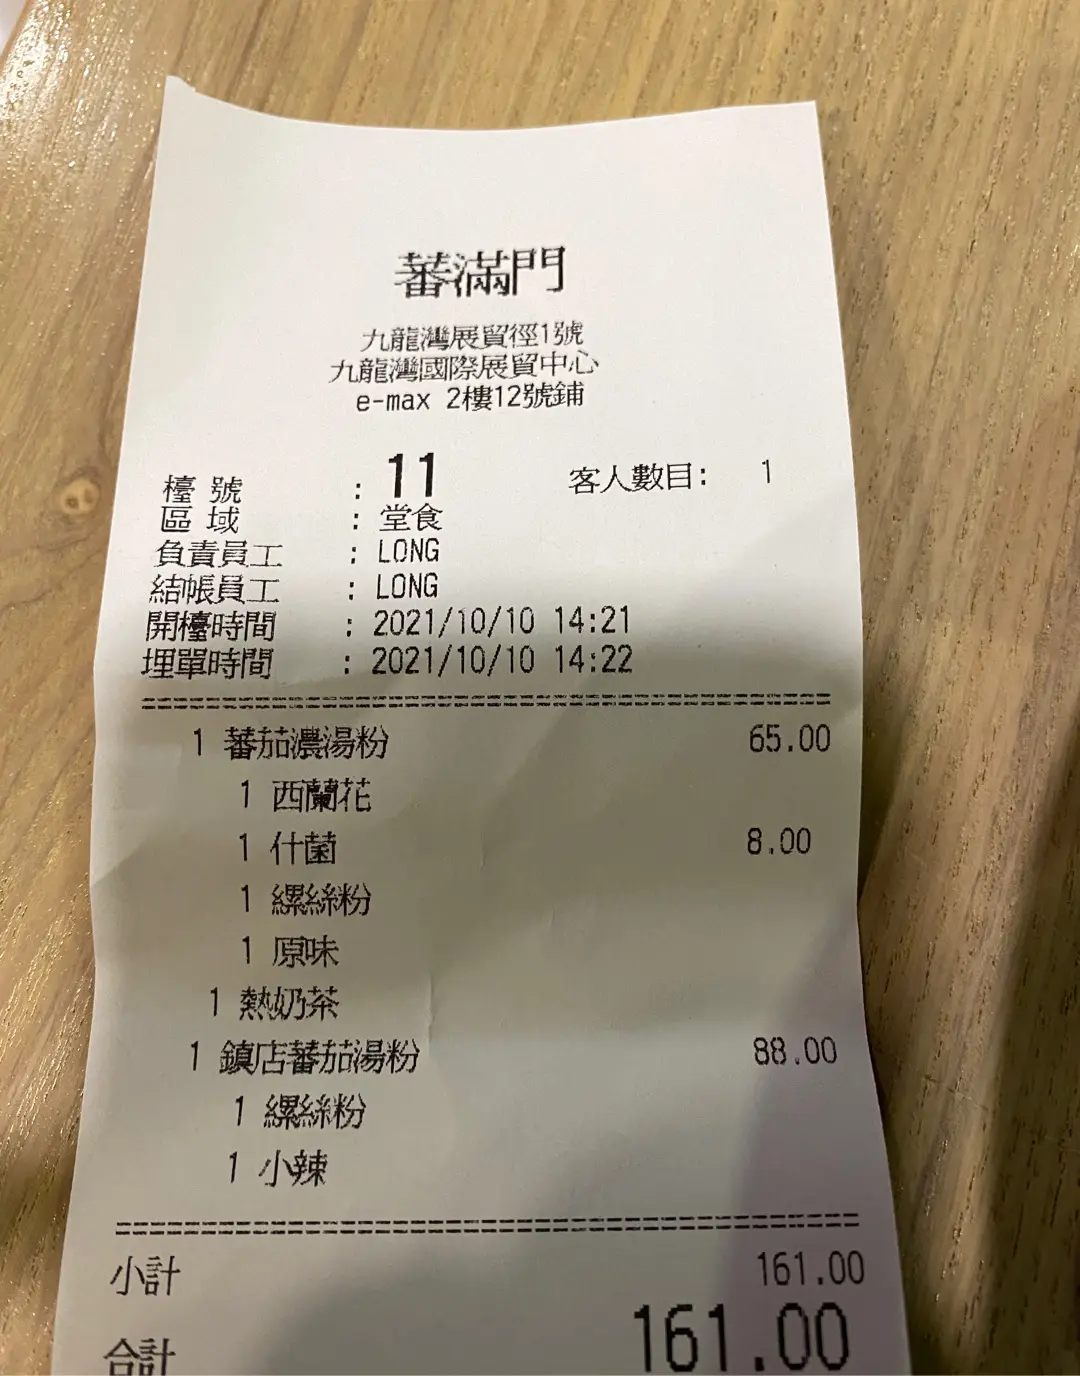 蕃滿門
九龍灣展貿徑1號
九龍灣國際展貿中心
e-max 2樓12號鋪
檯 號 : 11 客人數目: 1
區 域 : 堂食
負責員工 : LONG
結帳員工 : LONG
開檯時間 : 2021/10/10 14:21
埋單時間 : 2021/10/10 14:22
1 蕃茄濃湯粉 65.00
1 西蘭花
1 什菌 8.00
1 縲絲粉
1 原味
1 熱奶茶
1 鎮店蕃茄湯粉 88.00
1 縲絲粉
1 小辣
小計 161.00
合計 161.00